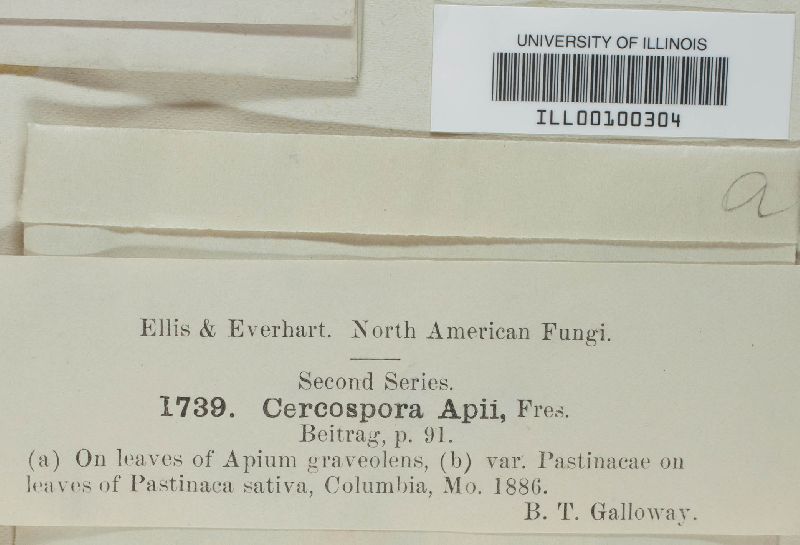 UNIVERSITY OF ILLINOIS
ILL00100304
a
Ellis & Everhart. North American Fungi.
Second Series.
1739. Cercospora Apii, Fres.
Beitrag, p. 91.
(a) On leaves of Apium graveolens, (b) var. Pastinacae on
leaves of Pastinaca sativa, Columbia, Mo. 1886.
B. T. Galloway.